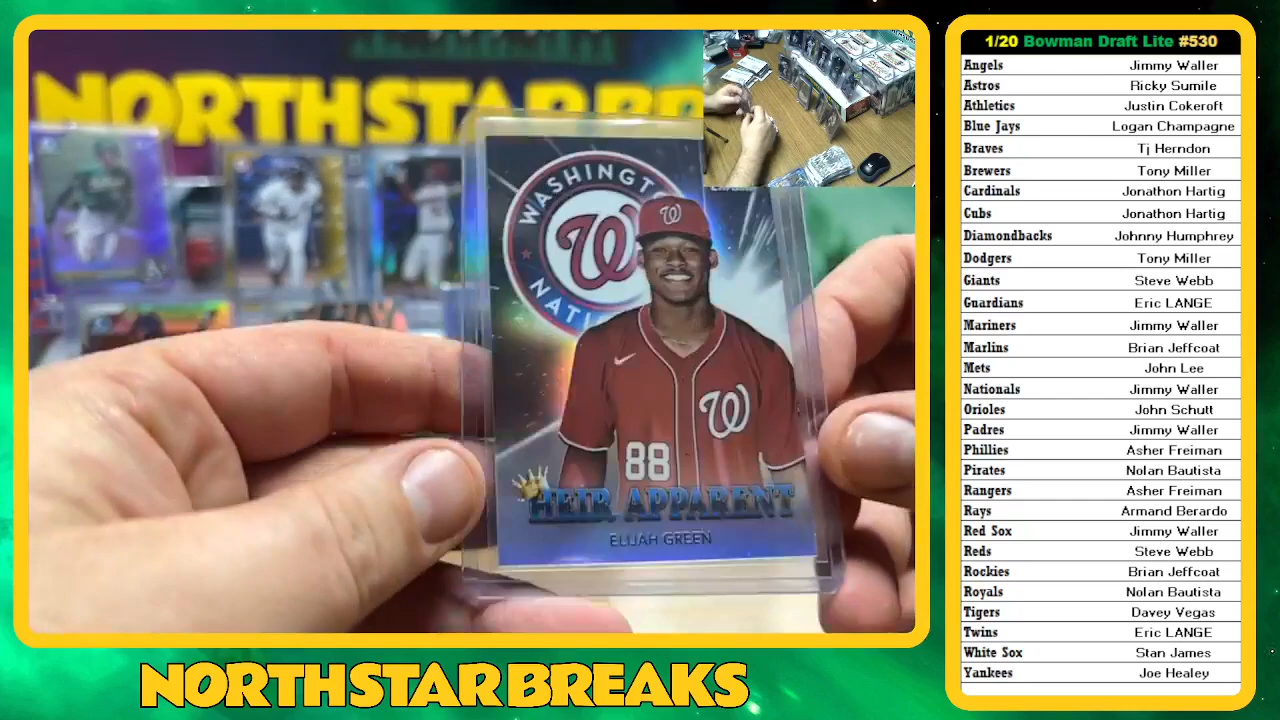 NORTHSTARBRE
WASHINGT
NATI
W
W
W
88
HEIR APPARENT
ELIJAH GREEN
NORTHSTARBREAKS
1/20 Bowman Draft Lite #530
Angels Jimmy Waller
Astros Ricky Sumile
Athletics Justin Cokeroft
Blue Jays Logan Champagne
Braves Tj Herndon
Brewers Tony Miller
Cardinals Jonathon Hartig
Cubs Jonathon Hartig
Diamondbacks Johnny Humphrey
Dodgers Tony Miller
Giants Steve Webb
Guardians Eric LANGE
Mariners Jimmy Waller
Marlins Brian Jeffcoat
Mets John Lee
Nationals Jimmy Waller
Orioles John Schutt
Padres Jimmy Waller
Phillies Asher Freiman
Pirates Nolan Bautista
Rangers Asher Freiman
Rays Armand Berardo
Red Sox Jimmy Waller
Reds Steve Webb
Rockies Brian Jeffcoat
Royals Nolan Bautista
Tigers Davey Vegas
Twins Eric LANGE
White Sox Stan James
Yankees Joe Healey